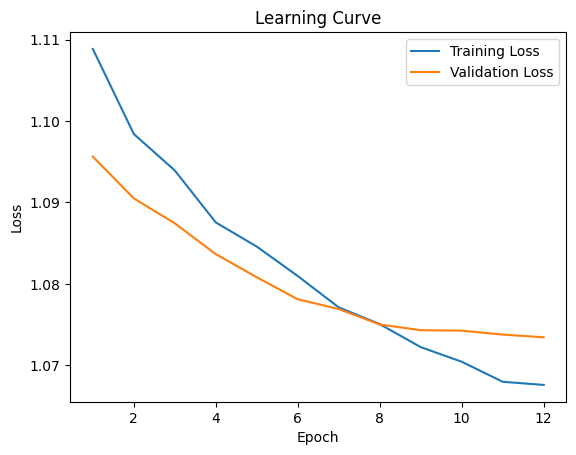 Learning Curve
Training Loss
Validation Loss
1.11
1.10
1.09
1.08
1.07
Loss
2 4 6 8 10 12
Epoch